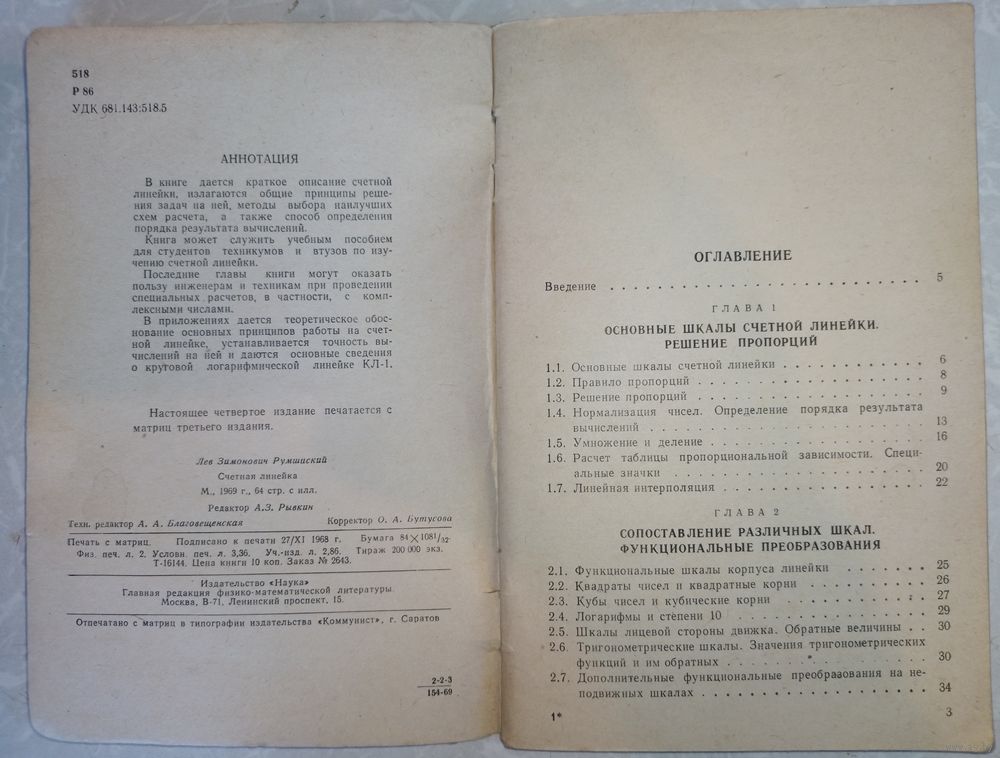 518
Р 86
УДК 681.143:518.5
АННОТАЦИЯ
В книге дается краткое описание счетной
линейки, излагаются общие принципы реше-
ния задач на ней, методы выбора наилучших
схем расчета, а также способ определения
порядка результата вычислений.
Книга может служить учебным пособием
для студентов техникумов и втузов по изу-
чению счетной линейки.
Последние главы книги могут оказать
пользу инженерам и техникам при проведении
специальных расчетов, в частности, с комп-
лексными числами.
В приложениях дается теоретическое обос-
нование основных принципов работы на счет-
ной линейке, устанавливается точность вы-
числений на ней и даются основные сведения
о круговой логарифмической линейке КЛ-1.
Настоящее четвертое издание печатается с
матриц третьего издания.
Лев Зимонович Румшиский
Счетная линейка
М., 1969 г., 64 стр. с илл.
Редактор А.З. Рывкин
Техн. редактор А. А. Благовещенская Корректор О. А. Бутусова
Печать с матриц. Подписано к печати 27/XI 1968 г. Бумага 84×1081/32.
Физ. печ. л. 2. Условн. печ. л. 3,36. Уч.-изд. л. 2,86. Тираж 200 000 экз.
Т-16144. Цена книги 10 коп. Заказ № 2643.
Издательство «Наука»
Главная редакция физико-математической литературы
Москва, В-71, Ленинский проспект, 15.
Отпечатано с матриц в типографии издательства «Коммунист», г. Саратов
2-2-3
154-69
ОГЛАВЛЕНИЕ
Введение . . . . . . . . . . . . . . . . . . . . . . . . . 5
ГЛАВА 1
ОСНОВНЫЕ ШКАЛЫ СЧЕТНОЙ ЛИНЕЙКИ.
РЕШЕНИЕ ПРОПОРЦИЙ
1.1. Основные шкалы счетной линейки . . . . . . . . . . . 6
1.2. Правило пропорций . . . . . . . . . . . . . . . . . 8
1.3. Решение пропорций . . . . . . . . . . . . . . . . . 9
1.4. Нормализация чисел. Определение порядка результата
вычислений . . . . . . . . . . . . . . . . . . . . 13
1.5. Умножение и деление . . . . . . . . . . . . . . . . 16
1.6. Расчет таблицы пропорциональной зависимости. Специ-
альные значки . . . . . . . . . . . . . . . . . . . 20
1.7. Линейная интерполяция . . . . . . . . . . . . . . . 22
ГЛАВА 2
СОПОСТАВЛЕНИЕ РАЗЛИЧНЫХ ШКАЛ.
ФУНКЦИОНАЛЬНЫЕ ПРЕОБРАЗОВАНИЯ
2.1. Функциональные шкалы корпуса линейки . . . . . . . 25
2.2. Квадраты чисел и квадратные корни . . . . . . . . . 26
2.3. Кубы чисел и кубические корни . . . . . . . . . . . 27
2.4. Логарифмы и степени 10 . . . . . . . . . . . . . . 29
2.5. Шкалы лицевой стороны движка. Обратные величины . . 30
2.6. Тригонометрические шкалы. Значения тригонометрических
функций и им обратных . . . . . . . . . . . . . . . 30
2.7. Дополнительные функциональные преобразования на не-
подвижных шкалах . . . . . . . . . . . . . . . . . 34
1*
3